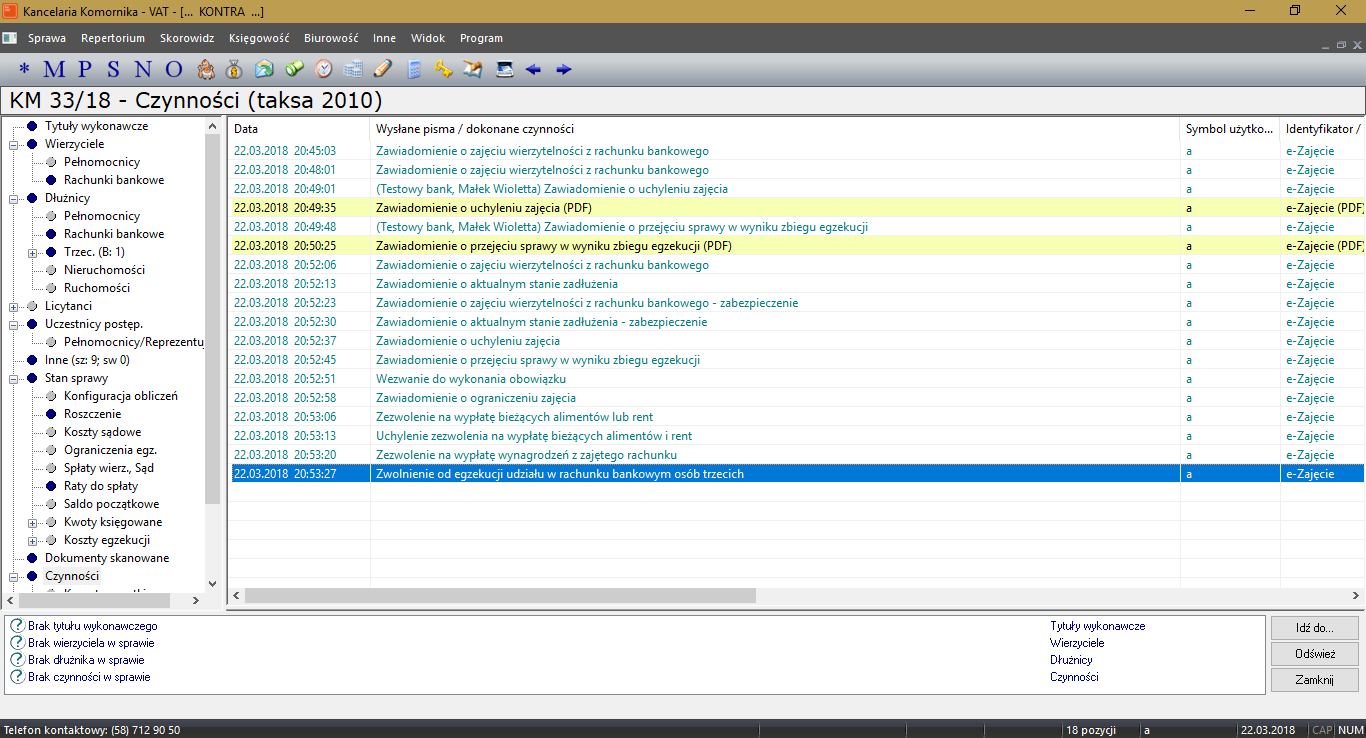 Kancelaria Komornika - VAT - [... KONTRA ...]
Sprawa Repertorium Skorowidz Księgowość Biurowość Inne Widok Program
* M P S N O
KM 33/18 - Czynności (taksa 2010)
Tytuły wykonawcze
Wierzyciele
Pełnomocnicy
Rachunki bankowe
Dłużnicy
Pełnomocnicy
Rachunki bankowe
Trzec. (B: 1)
Nieruchomości
Ruchomości
Licytanci
Uczestnicy postęp.
Pełnomocnicy/Reprezentu
Inne (sz: 9; sw 0)
Stan sprawy
Konfiguracja obliczeń
Roszczenie
Koszty sądowe
Ograniczenia egz.
Spłaty wierz., Sąd
Raty do spłaty
Saldo początkowe
Kwoty księgowane
Koszty egzekucji
Dokumenty skanowane
Czynności
Data Wysłane pisma / dokonane czynności Symbol użytko... Identyfikator /
22.03.2018 20:45:03 Zawiadomienie o zajęciu wierzytelności z rachunku bankowego a e-Zajęcie
22.03.2018 20:48:01 Zawiadomienie o zajęciu wierzytelności z rachunku bankowego a e-Zajęcie
22.03.2018 20:49:01 (Testowy bank, Małek Wioletta) Zawiadomienie o uchyleniu zajęcia a e-Zajęcie
22.03.2018 20:49:35 Zawiadomienie o uchyleniu zajęcia (PDF) a e-Zajęcie (PDF)
22.03.2018 20:49:48 (Testowy bank, Małek Wioletta) Zawiadomienie o przejęciu sprawy w wyniku zbiegu egzekucji a e-Zajęcie
22.03.2018 20:50:25 Zawiadomienie o przejęciu sprawy w wyniku zbiegu egzekucji (PDF) a e-Zajęcie (PDF)
22.03.2018 20:52:06 Zawiadomienie o zajęciu wierzytelności z rachunku bankowego a e-Zajęcie
22.03.2018 20:52:13 Zawiadomienie o aktualnym stanie zadłużenia a e-Zajęcie
22.03.2018 20:52:23 Zawiadomienie o zajęciu wierzytelności z rachunku bankowego - zabezpieczenie a e-Zajęcie
22.03.2018 20:52:30 Zawiadomienie o aktualnym stanie zadłużenia - zabezpieczenie a e-Zajęcie
22.03.2018 20:52:37 Zawiadomienie o uchyleniu zajęcia a e-Zajęcie
22.03.2018 20:52:45 Zawiadomienie o przejęciu sprawy w wyniku zbiegu egzekucji a e-Zajęcie
22.03.2018 20:52:51 Wezwanie do wykonania obowiązku a e-Zajęcie
22.03.2018 20:52:58 Zawiadomienie o ograniczeniu zajęcia a e-Zajęcie
22.03.2018 20:53:06 Zezwolenie na wypłatę bieżących alimentów lub rent a e-Zajęcie
22.03.2018 20:53:13 Uchylenie zezwolenia na wypłatę bieżących alimentów i rent a e-Zajęcie
22.03.2018 20:53:20 Zezwolenie na wypłatę wynagrodzeń z zajętego rachunku a e-Zajęcie
22.03.2018 20:53:27 Zwolnienie od egzekucji udziału w rachunku bankowym osób trzecich a e-Zajęcie
Brak tytułu wykonawczego Tytuły wykonawcze
Brak wierzyciela w sprawie Wierzyciele
Brak dłużnika w sprawie Dłużnicy
Brak czynności w sprawie Czynności
Idź do...
Odśwież
Zamknij
Telefon kontaktowy: (58) 712 90 50 18 pozycji a 22.03.2018 CAP NUM